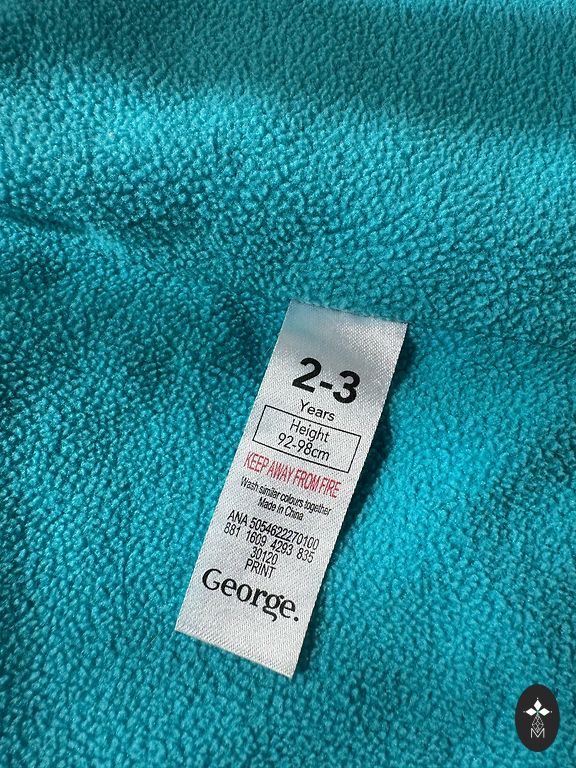 2-3
Years
Height
92-98cm
KEEP AWAY FROM FIRE
Wash similar colours together
Made in China
ANA 5054622270100
881 1609 4293 835
30120
PRINT
George.
M